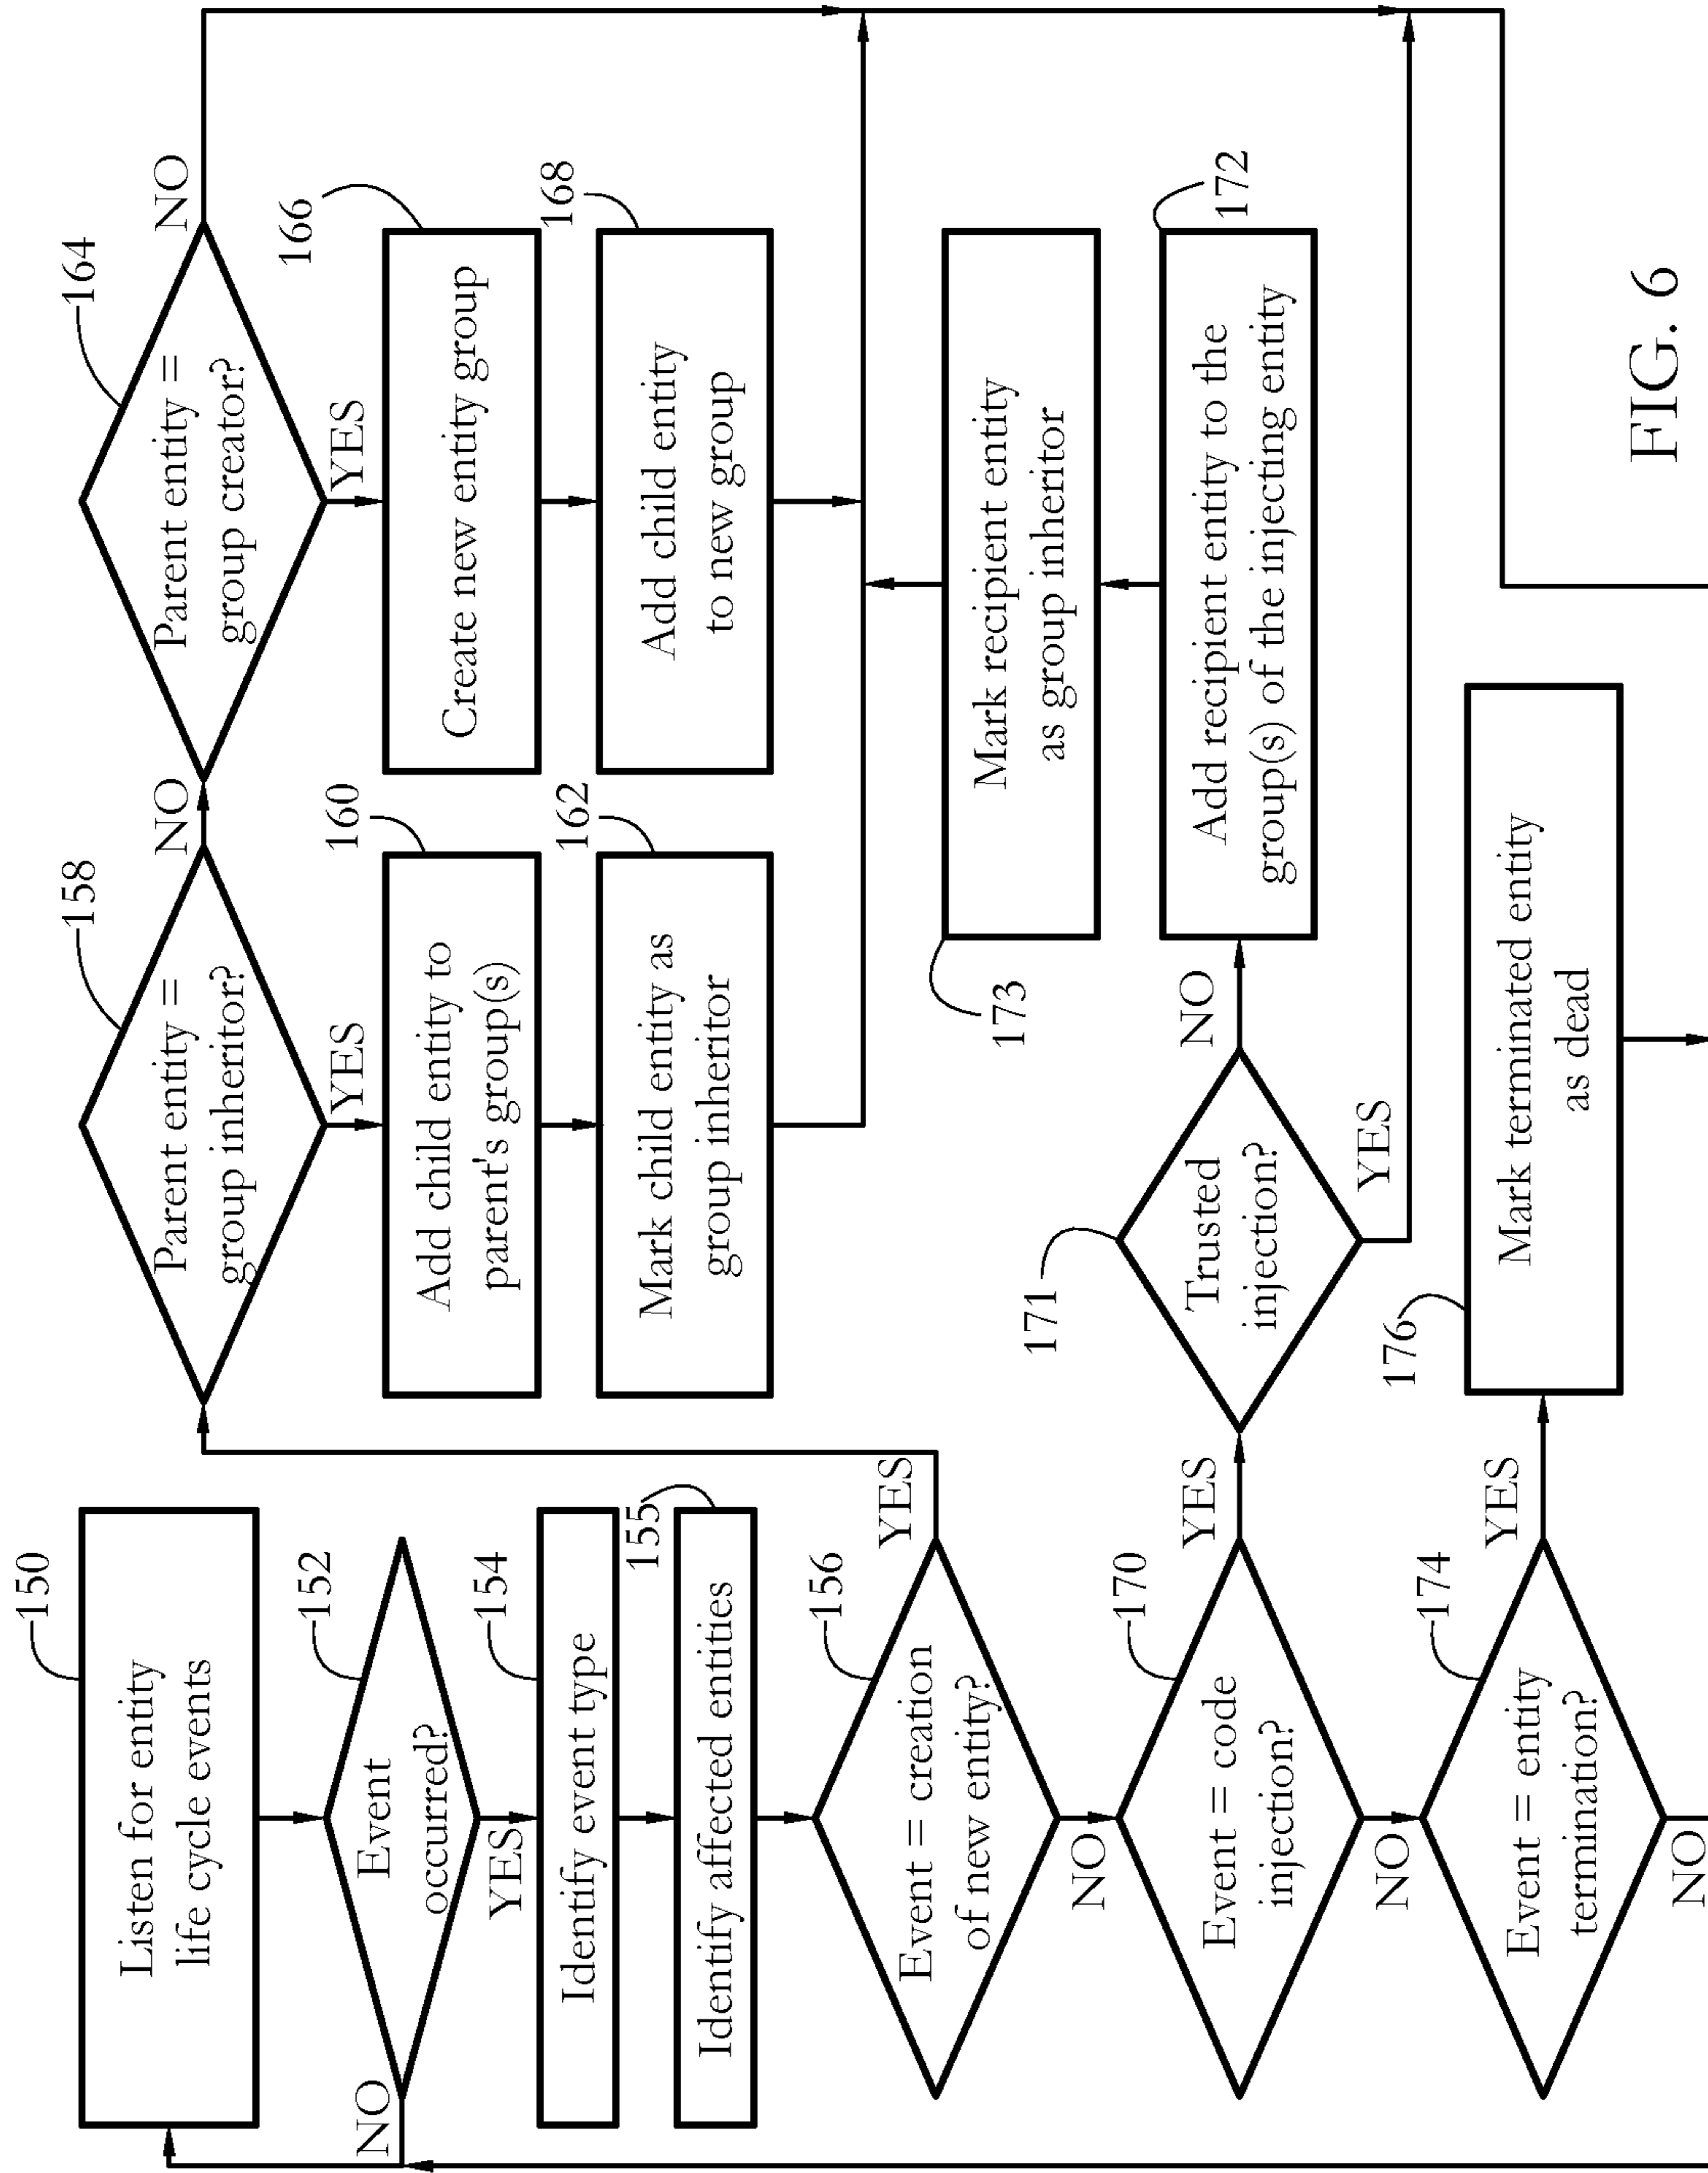 150
Listen for entity
life cycle events
152
Event
occurred?
NO
YES
154
Identify event type
155
Identify affected entities
156
Event = creation
of new entity?
YES
NO
158
Parent entity =
group inheritor?
NO
YES
160
Add child entity to
parent's group(s)
162
Mark child entity as
group inheritor
164
Parent entity =
group creator?
NO
YES
166
Create new entity group
168
Add child entity
to new group
170
Event = code
injection?
YES
NO
171
Trusted
injection?
NO
YES
173
Mark recipient entity
as group inheritor
172
Add recipient entity to the
group(s) of the injecting entity
174
Event = entity
termination?
YES
NO
176
Mark terminated entity
as dead
FIG. 6